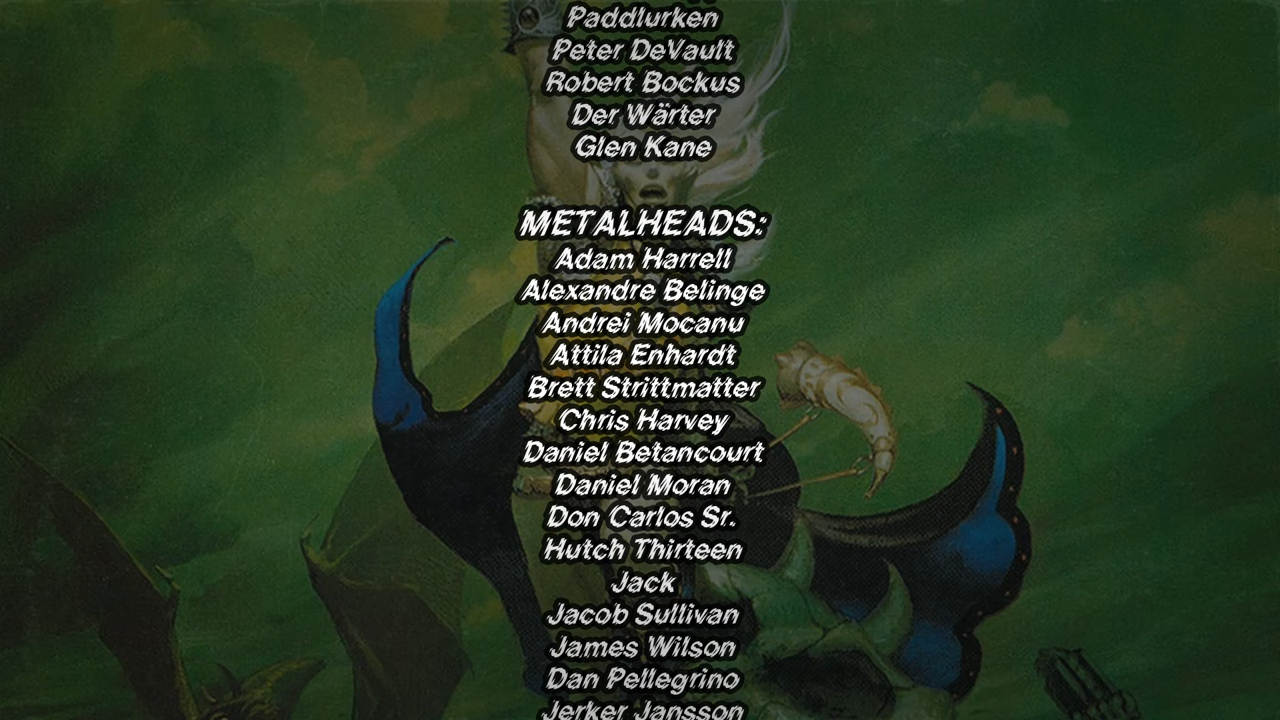 Paddlurken
Peter DeVault
Robert Bockus
Der Wärter
Glen Kane
METALHEADS:
Adam Harrell
Alexandre Belinge
Andrei Mocanu
Attila Enhardt
Brett Strittmatter
Chris Harvey
Daniel Betancourt
Daniel Moran
Don Carlos Sr.
Hutch Thirteen
Jack
Jacob Sullivan
James Wilson
Dan Pellegrino
Jerker Jansson